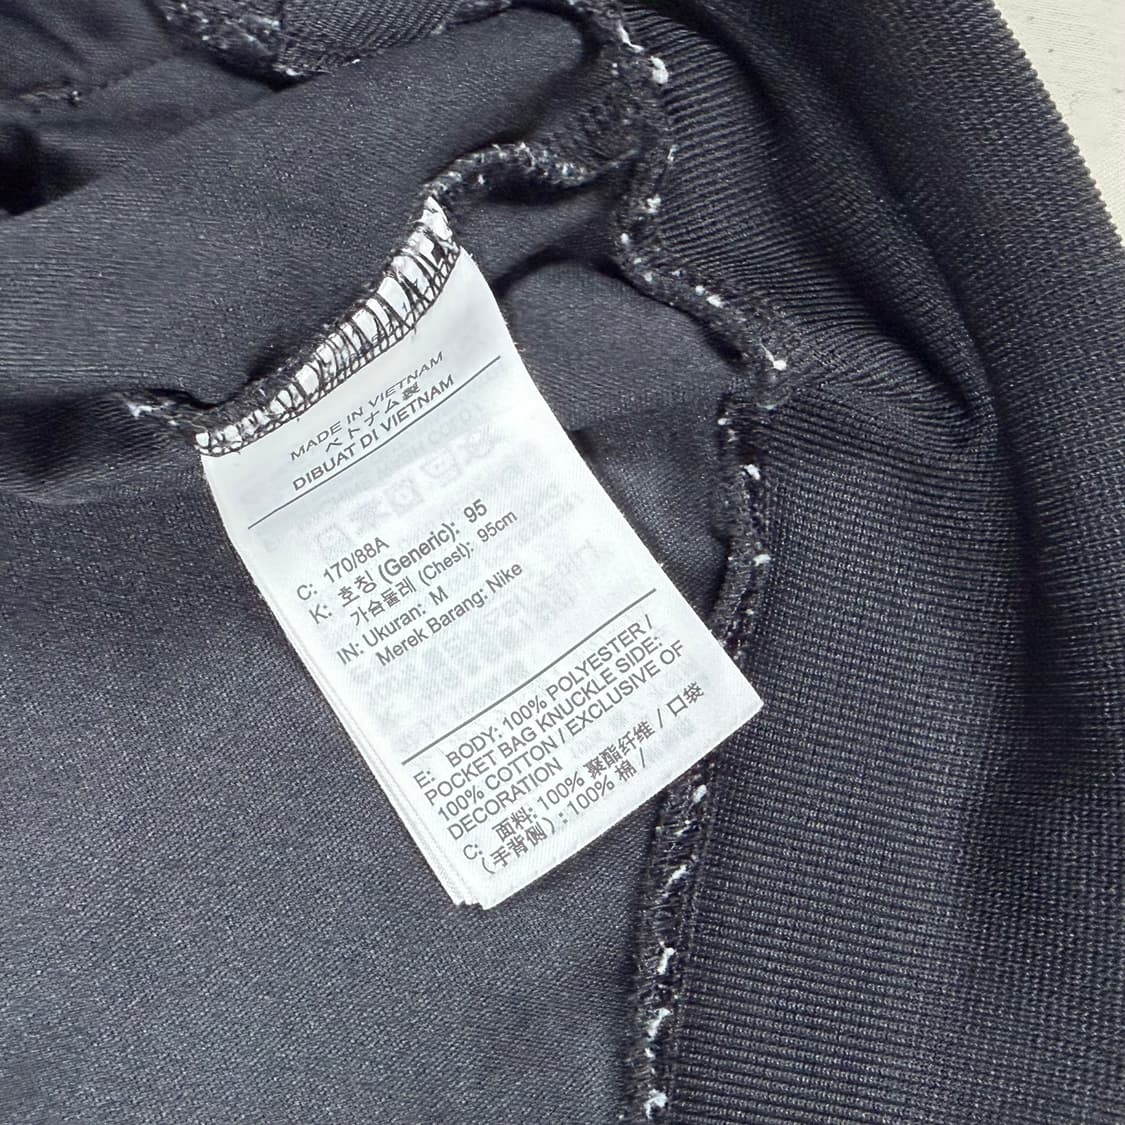 MADE IN VIETNAM
ベトナム製
DIBUAT DI VIETNAM
C: 170/88A
K: 호칭 (Generic): 95
가슴둘레 (Chest): 95cm
IN: Ukuran: M
Merek Barang: Nike
E: BODY: 100% POLYESTER /
POCKET BAG KNUCKLE SIDE:
100% COTTON / EXCLUSIVE OF
DECORATION
C: 面料: 100% 聚酯纤维 / 口袋
(手背侧) : 100% 棉 /